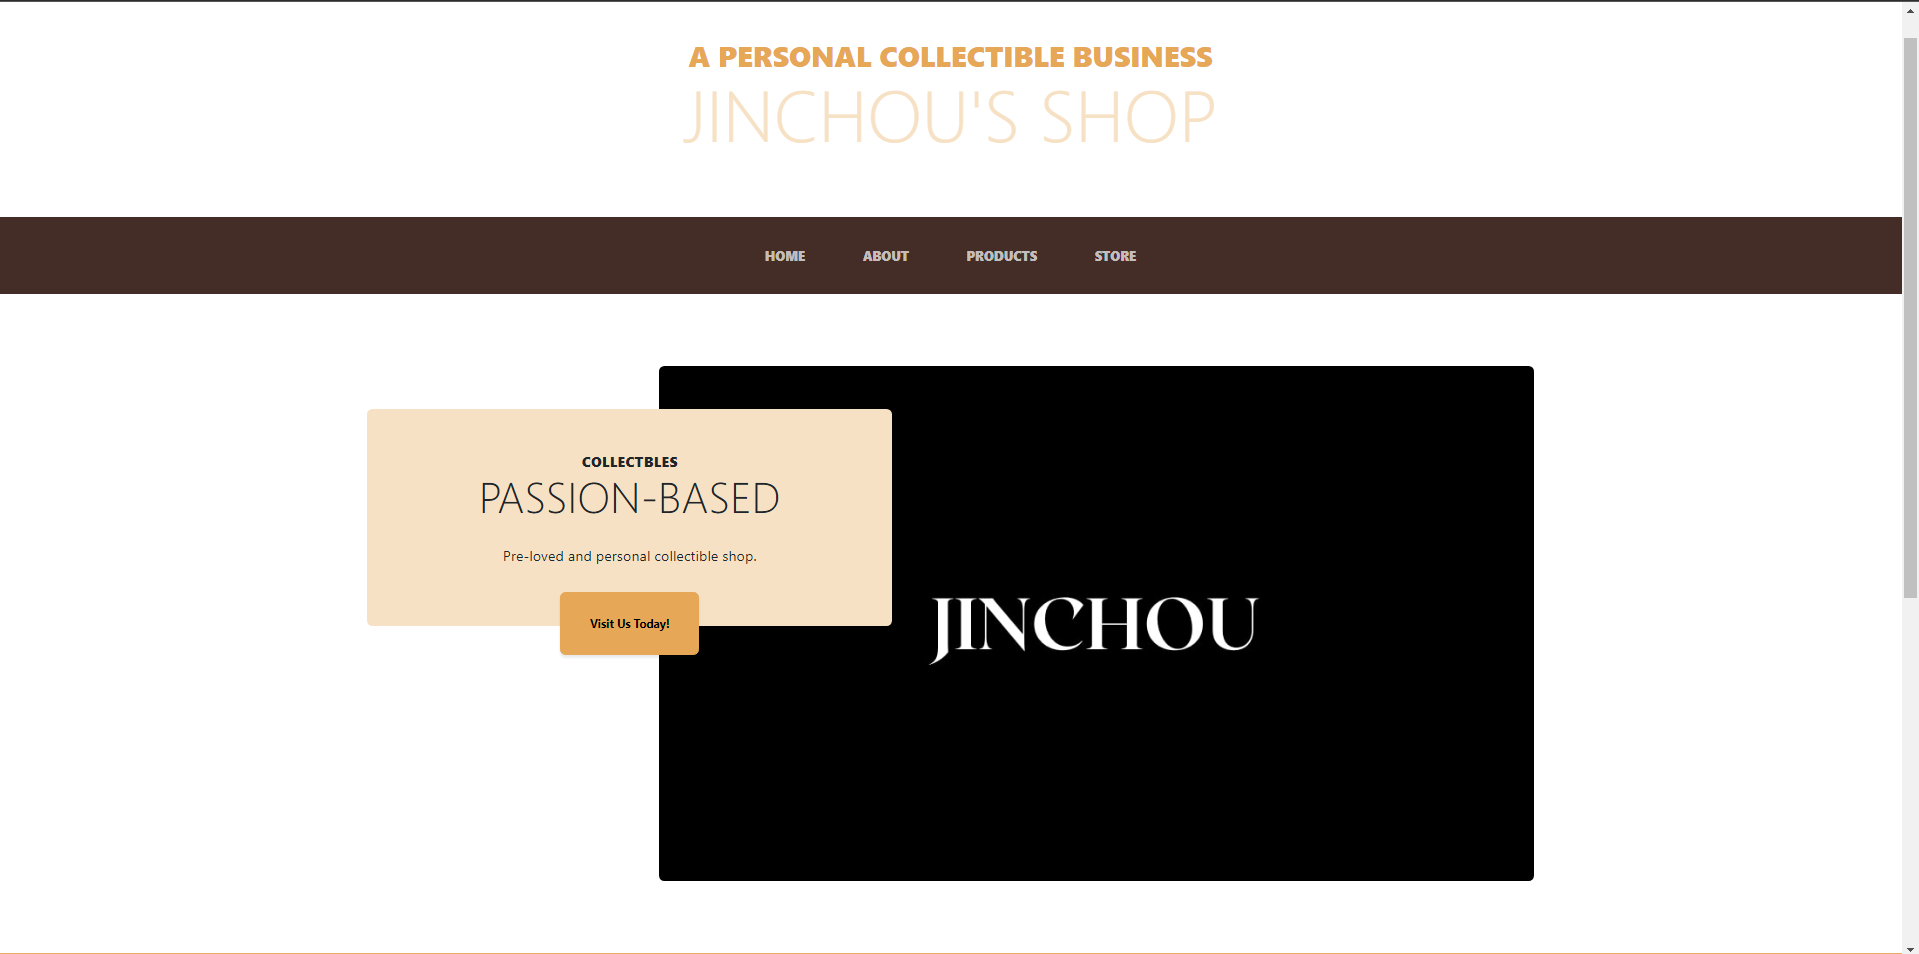 A PERSONAL COLLECTIBLE BUSINESS
JINCHOU'S SHOP
HOME ABOUT PRODUCTS STORE
COLLECTBLES
PASSION-BASED
Pre-loved and personal collectible shop.
Visit Us Today!
JINCHOU